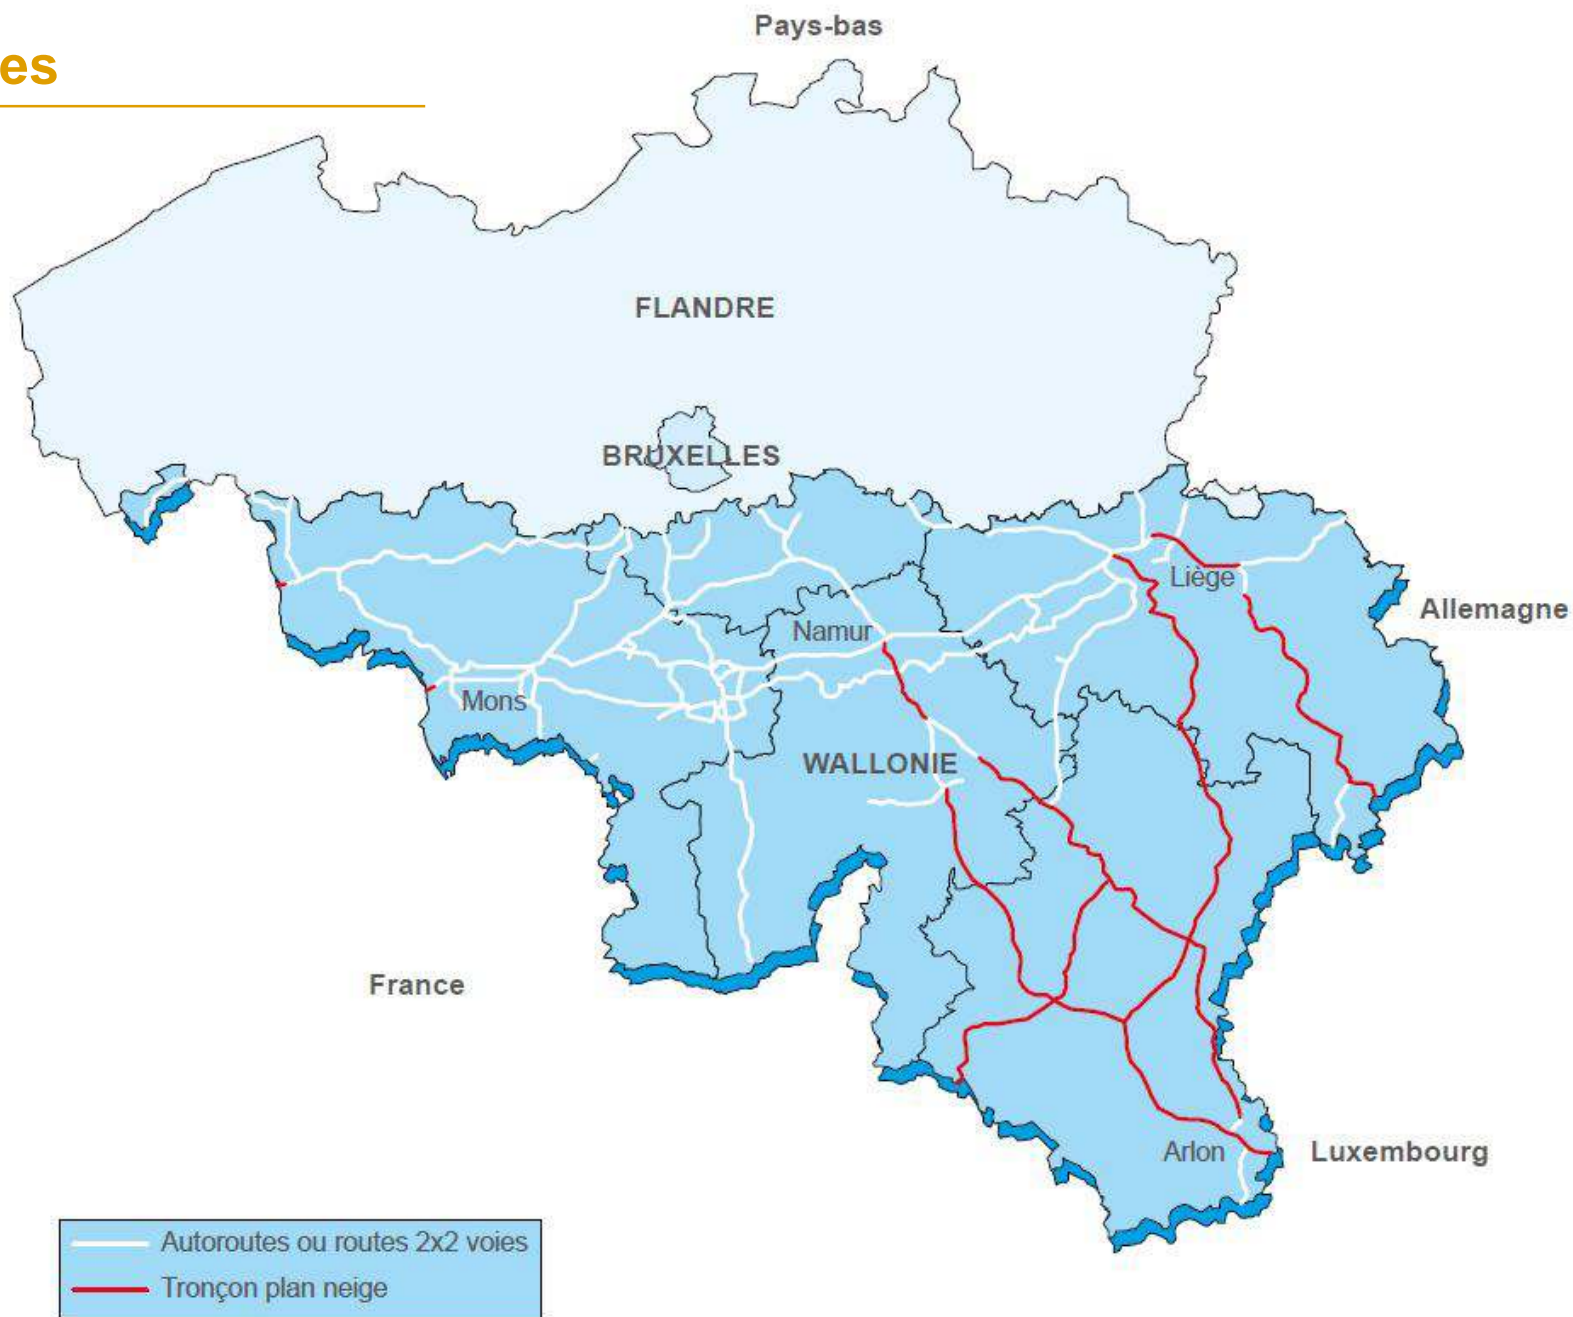 Pays-bas
es
FLANDRE
BRUXELLES
Liège
Allemagne
Namur
Mons
WALLONIE
France
Arlon
Luxembourg
Autoroutes ou routes 2x2 voies
Tronçon plan neige